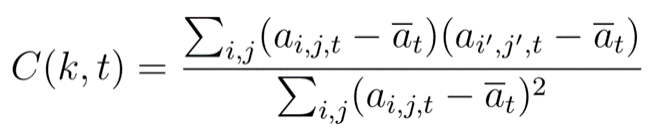 C(k, t) = \frac{\sum_{i,j}(a_{i,j,t} - \overline{a}_t)(a_{i',j',t} - \overline{a}_t)}{\sum_{i,j}(a_{i,j,t} - \overline{a}_t)^2}